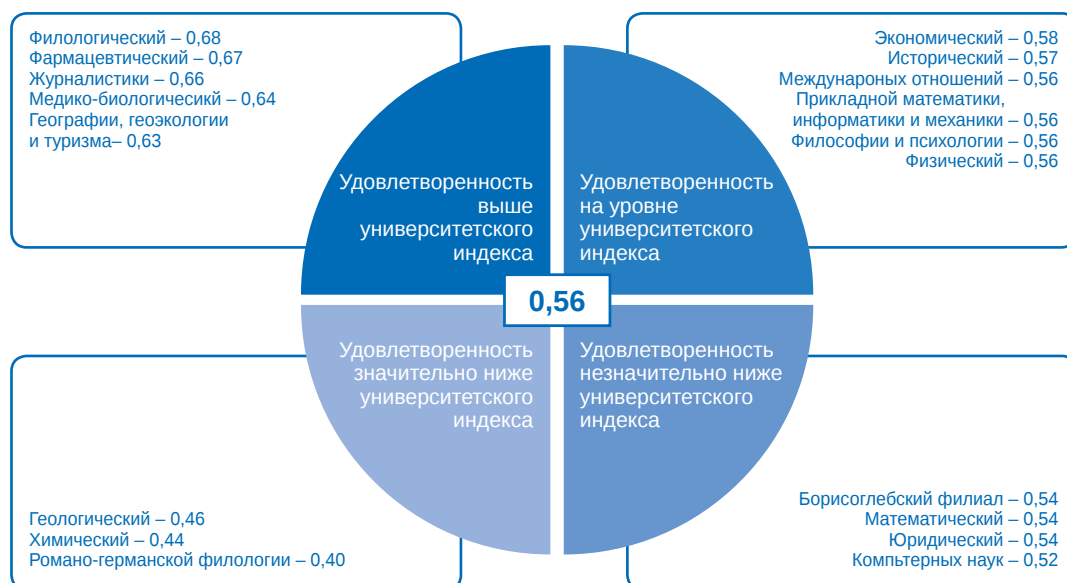 Филологический – 0,68
Фармацевтический – 0,67
Журналистики – 0,66
Медико-биологичесикй – 0,64
Географии, геоэкологии
и туризма– 0,63
Экономический – 0,58
Исторический – 0,57
Международных отношений – 0,56
Прикладной математики,
информатики и механики – 0,56
Философии и психологии – 0,56
Физический – 0,56
Удовлетворенность
выше
университетского
индекса
Удовлетворенность
на уровне
университетского
индекса
0,56
Удовлетворенность
значительно ниже
университетского
индекса
Удовлетворенность
незначительно ниже
университетского
индекса
Геологический – 0,46
Химический – 0,44
Романо-германской филологии – 0,40
Борисоглебский филиал – 0,54
Математический – 0,54
Юридический – 0,54
Компьтерных наук – 0,52